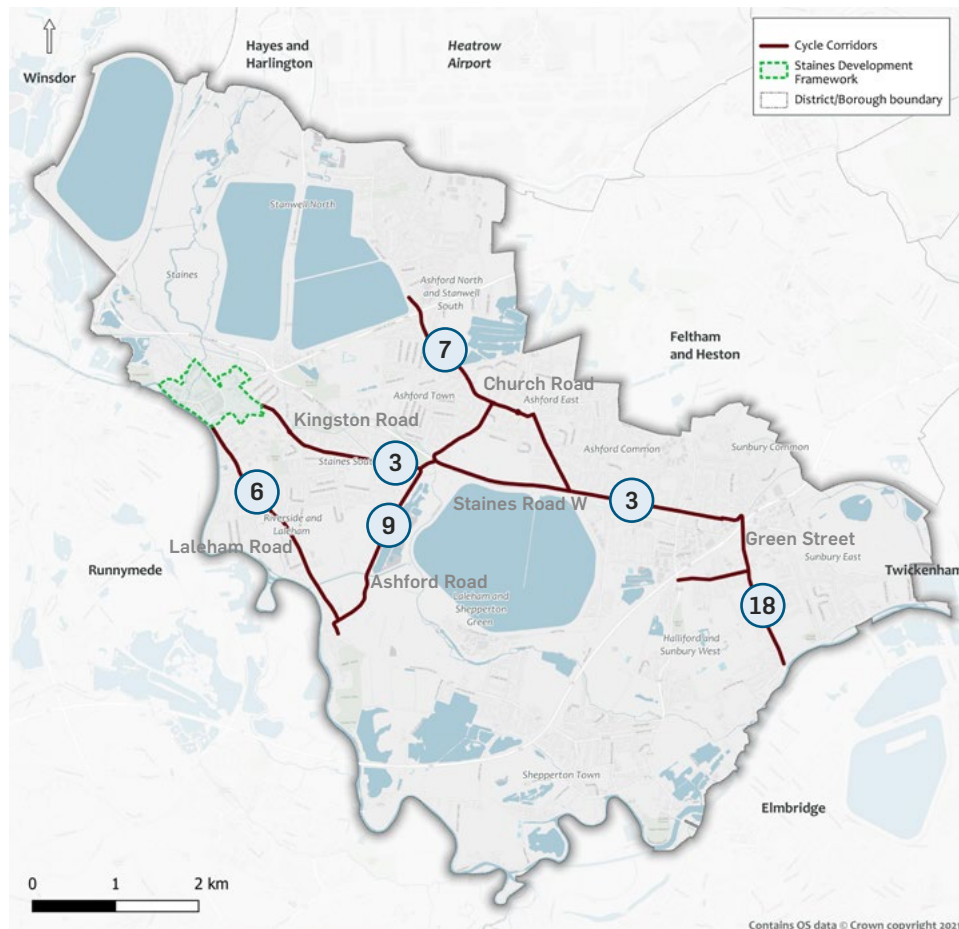 Hayes and
Harlington
Heatrow
Airport
Winsdor
Cycle Corridors
Staines Development
Framework
District/Borough boundary
Stanwell North
Staines
Ashford North
and Stanwell
South
Feltham
and Heston
7
Church Road
Ashford Town
Ashford East
Kingston Road
Ashford Common
Sunbury Common
Staines Sout
3
6
Staines Road W
3
Riverside and
Laleham
9
Green Street
Sunbury East
Laleham Road
Runnymede
Ashford Road
Twickenham
Laleham and
Shepperton
Green
18
Halliford and
Sunbury West
Shepperton Town
Elmbridge
0 1 2 km
Contains OS data © Crown copyright 2021